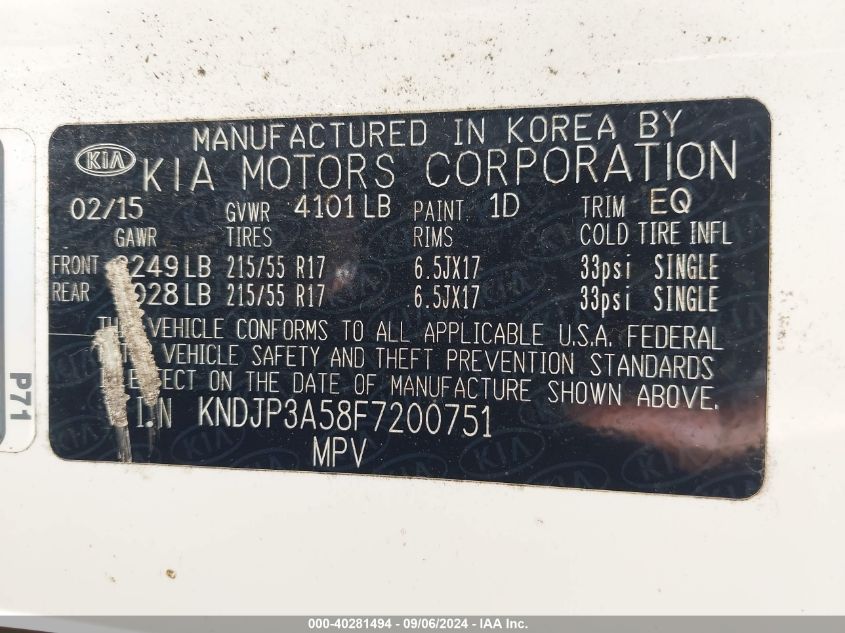 MANUFACTURED IN KOREA BY
KIA KIA MOTORS CORPORATION
02/15 GVWR 4101 LB PAINT 1D TRIM EQ
GAWR TIRES RIMS COLD TIRE INFL
FRONT 249 LB 215/55 R17 6.5JX17 33psi SINGLE
REAR 628 LB 215/55 R17 6.5JX17 33psi SINGLE
VEHICLE CONFORMS TO ALL APPLICABLE U.S.A. FEDERAL
VEHICLE SAFETY AND THEFT PREVENTION STANDARDS
ON THE DATE OF MANUFACTURE SHOWN ABOVE.
I.N KNDJP3A58F7200751
MPV
P71
000-40281494 - 09/06/2024 - IAA Inc.